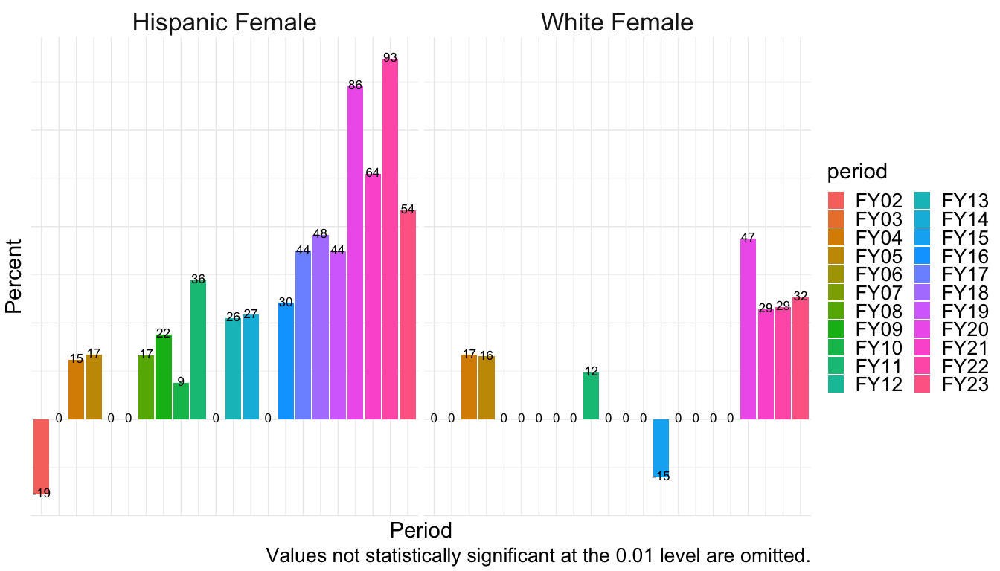 Hispanic Female
White Female
Percent
93
86
64
54
48
44
44
36
30
27
26
22
17
9
17
15
0
0
0
0
0
-19
47
32
29
29
17
16
12
0
0
0
0
0
0
0
0
0
0
0
0
0
0
-15
Period
Values not statistically significant at the 0.01 level are omitted.
period
FY02
FY03
FY04
FY05
FY06
FY07
FY08
FY09
FY10
FY11
FY12
FY13
FY14
FY15
FY16
FY17
FY18
FY19
FY20
FY21
FY22
FY23